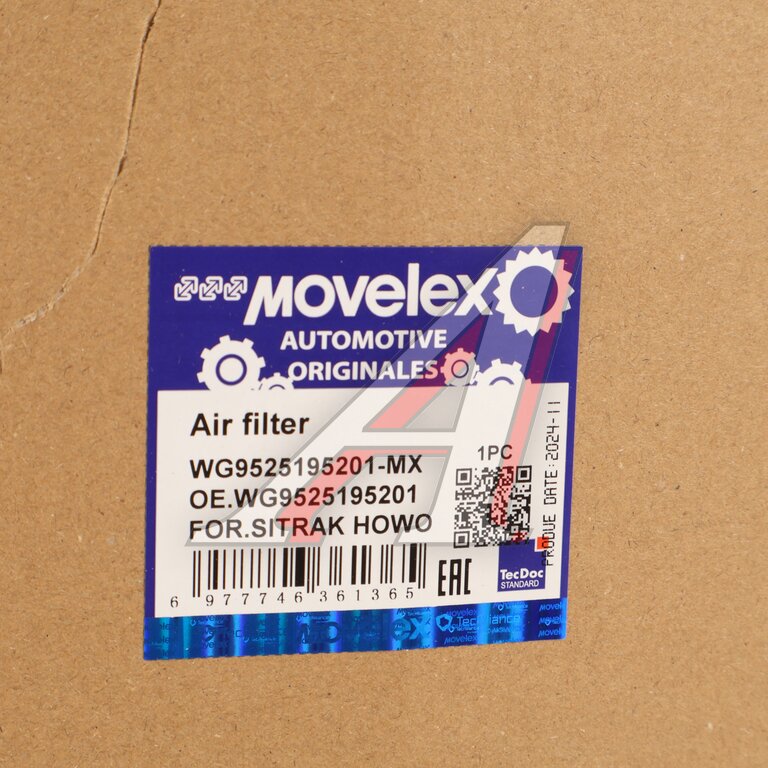 MOVELEX
AUTOMOTIVE
ORIGINALES
Air filter
WG9525195201-MX
OE.WG9525195201
FOR.SITRAK HOWO
1PC
PRODUE DATE:2024-11
6 977746 361365
EAC
TecDoc
STANDARD
MOVELEX